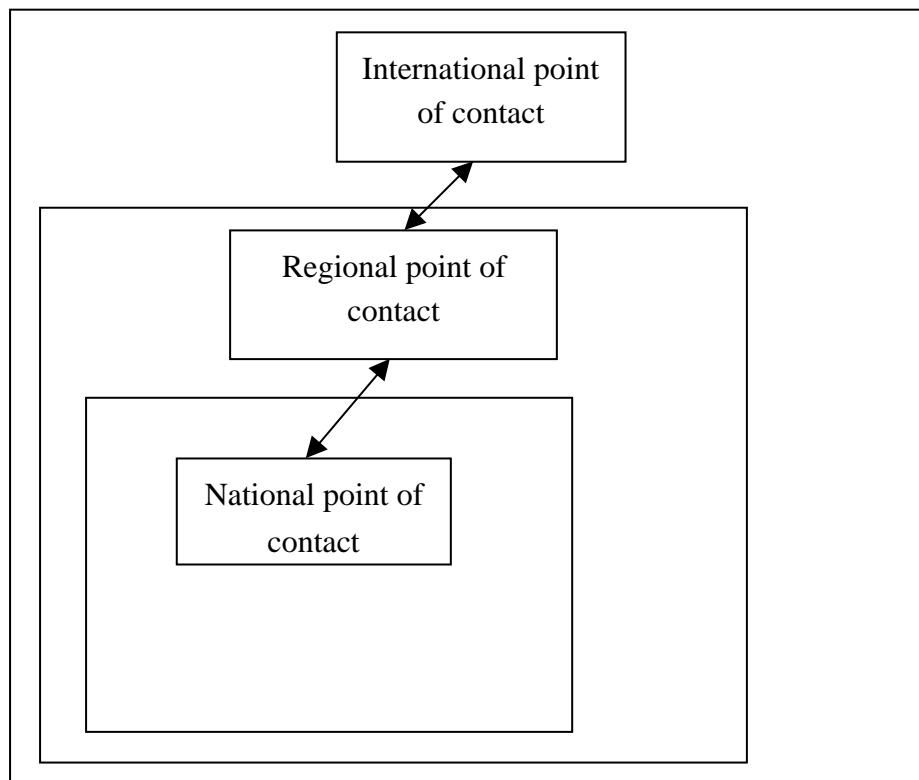 International point
of contact
Regional point of
contact
National point of
contact